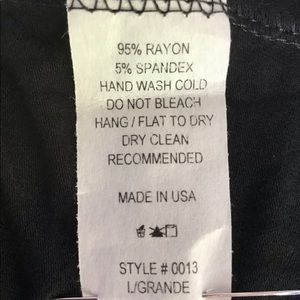 95% RAYON
5% SPANDEX
HAND WASH COLD
DO NOT BLEACH
HANG / FLAT TO DRY
DRY CLEAN
RECOMMENDED
MADE IN USA
STYLE # 0013
L/GRANDE